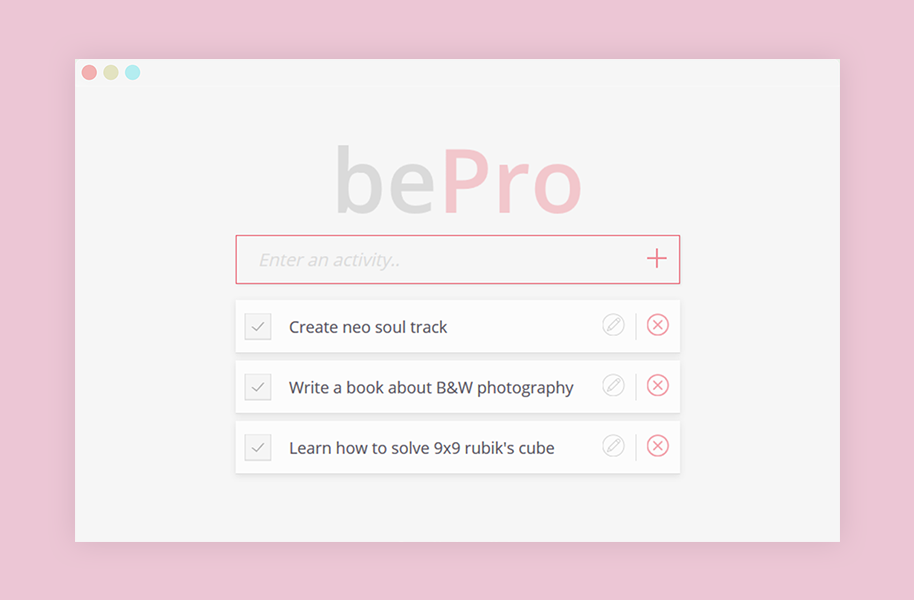 bePro
Enter an activity..
Create neo soul track
Write a book about B&W photography
Learn how to solve 9x9 rubik's cube